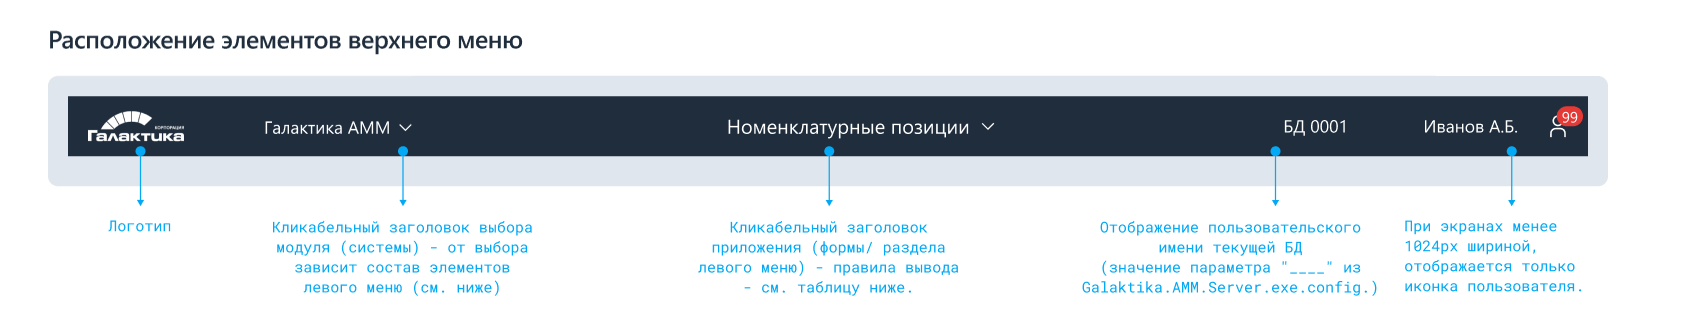 Расположение элементов верхнего меню
КОРПОРАЦИЯ
Галактика
Галактика АММ
Номенклатурные позиции
БД 0001
Иванов А.Б.
99
Логотип
Кликабельный заголовок выбора
модуля (системы) - от выбора
зависит состав элементов
левого меню (см. ниже)
Кликабельный заголовок
приложения (формы/ раздела
левого меню) - правила вывода
- см. таблицу ниже.
Отображение пользовательского
имени текущей БД
(значение параметра "____" из
Galaktika.AMM.Server.exe.config.)
При экранах менее
1024px шириной,
отображается только
иконка пользователя.